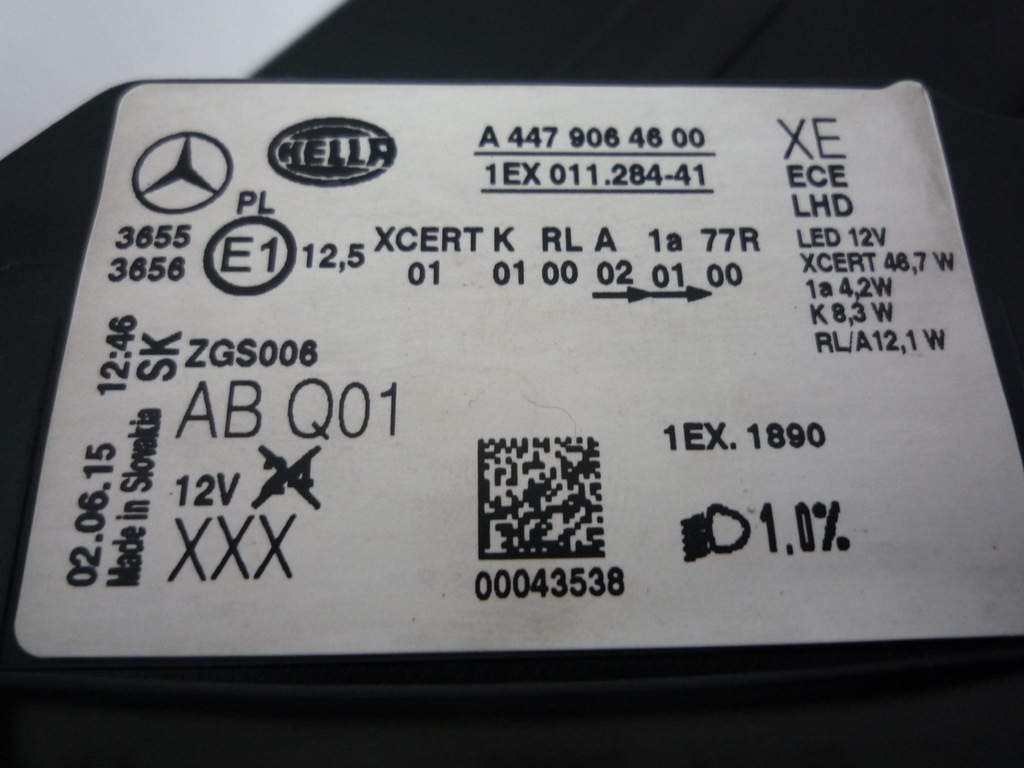 HELLA
A 447 906 46 00
1EX 011.284-41
XE
ECE
LHD
PL
3655
3656
E1
12,5
XCERT K RL A 1a 77R
01 01 00 02 01 00
LED 12V
XCERT 46,7 W
1a 4,2W
K 8,3 W
RL/A12,1 W
02.06.15 12:46
Made in Slovakia SK
ZGS006
AB Q01
12V
XXX
00043538
1EX. 1890
1.0%